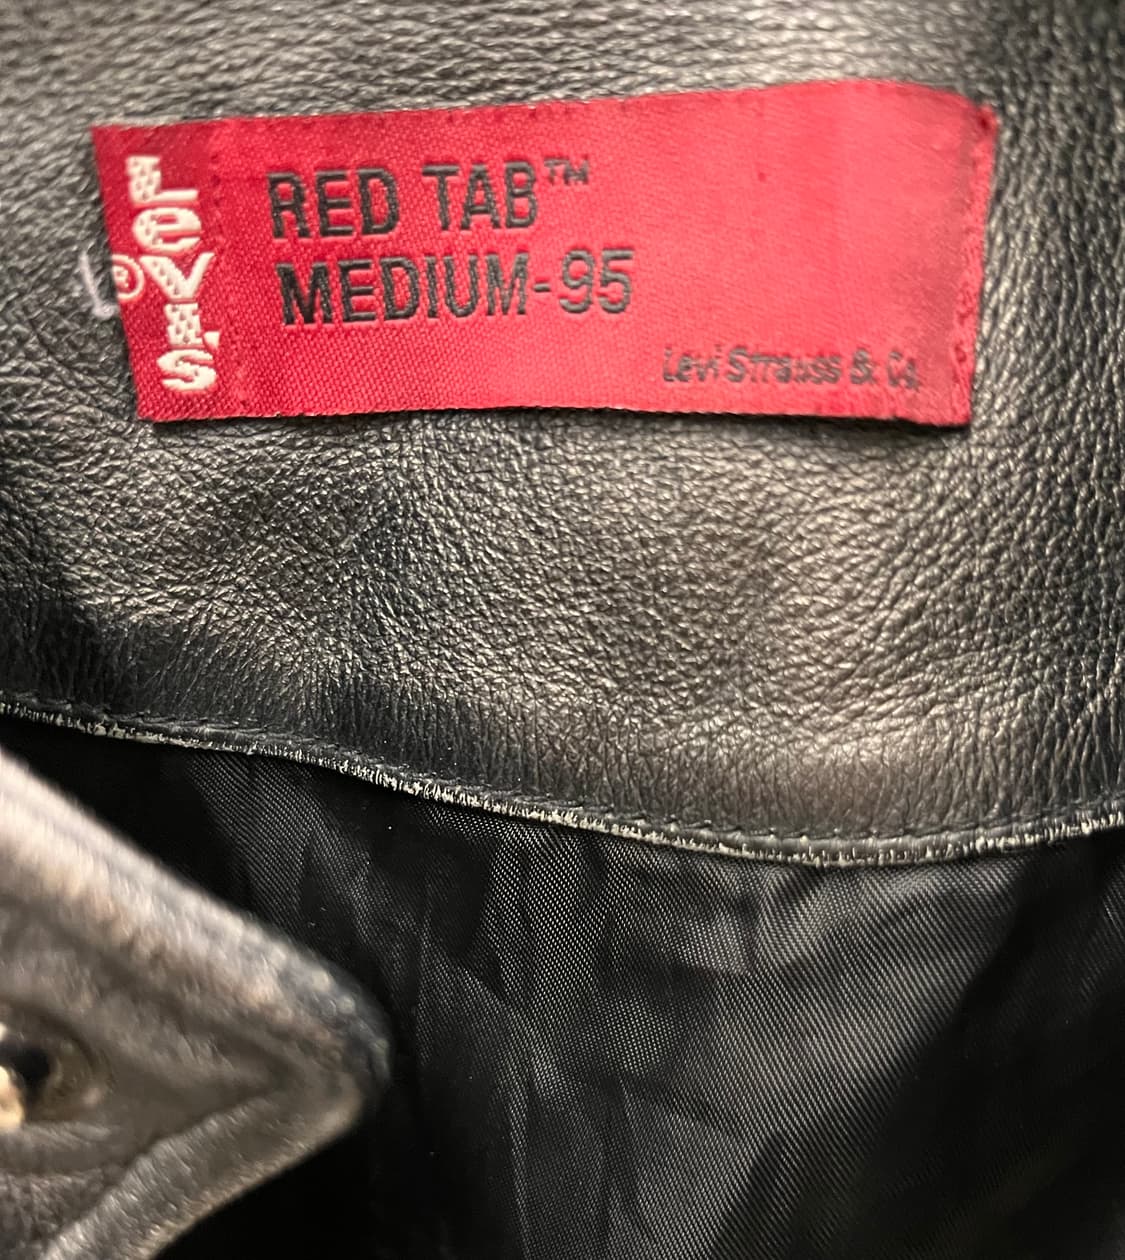 LEVI'S
®
RED TAB™
MEDIUM-95
Levi Strauss & Co.